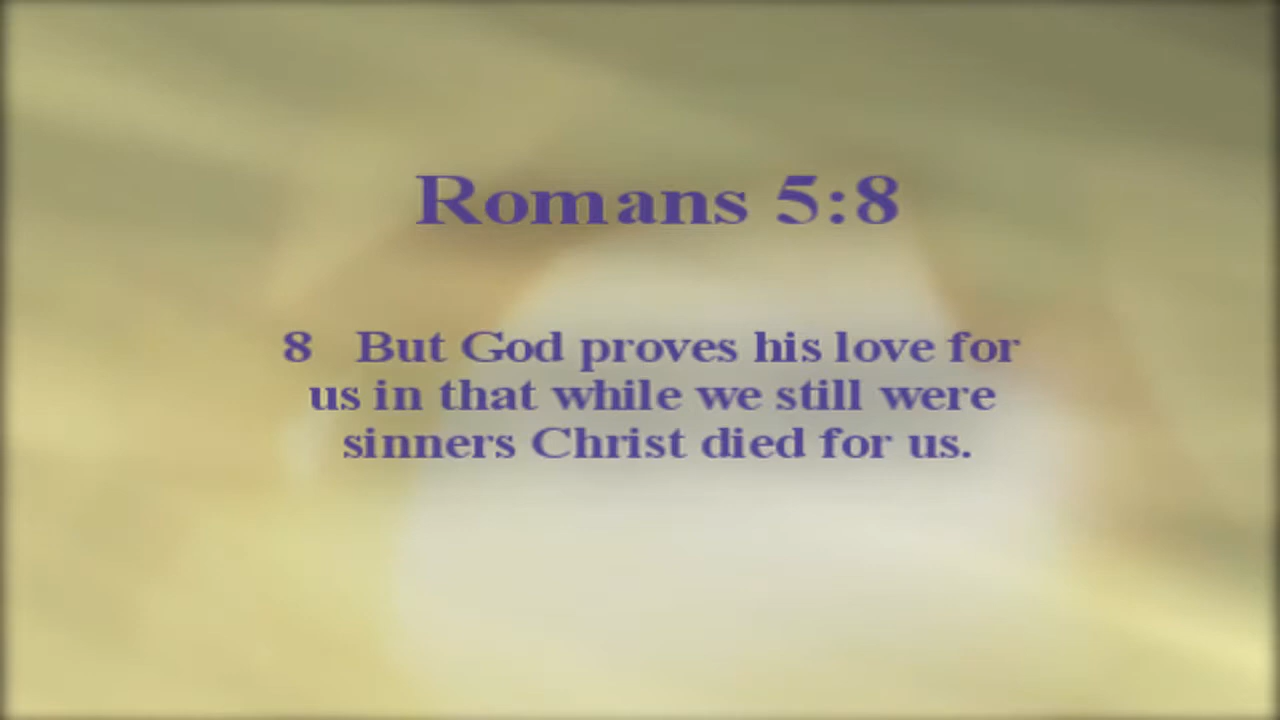 Romans 5:8
8 But God proves his love for
us in that while we still were
sinners Christ died for us.